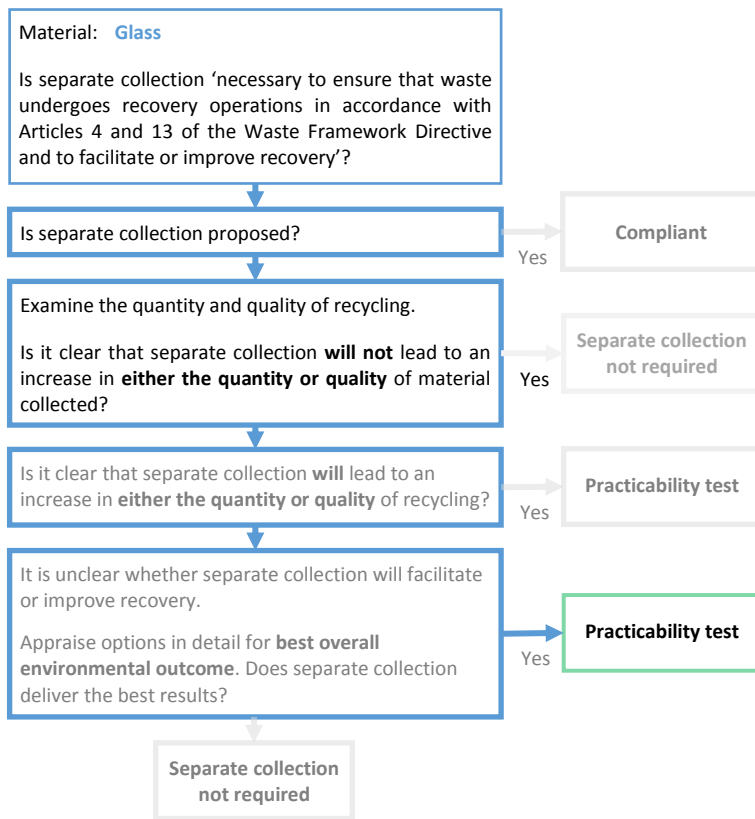 Material: Glass
Is separate collection ‘necessary to ensure that waste
undergoes recovery operations in accordance with
Articles 4 and 13 of the Waste Framework Directive
and to facilitate or improve recovery’?
Is separate collection proposed?
Yes
Compliant
Examine the quantity and quality of recycling.
Is it clear that separate collection will not lead to an
increase in either the quantity or quality of material
collected?
Yes
Separate collection
not required
Is it clear that separate collection will lead to an
increase in either the quantity or quality of recycling?
Yes
Practicability test
It is unclear whether separate collection will facilitate
or improve recovery.
Appraise options in detail for best overall
environmental outcome. Does separate collection
deliver the best results?
Yes
Practicability test
Separate collection
not required